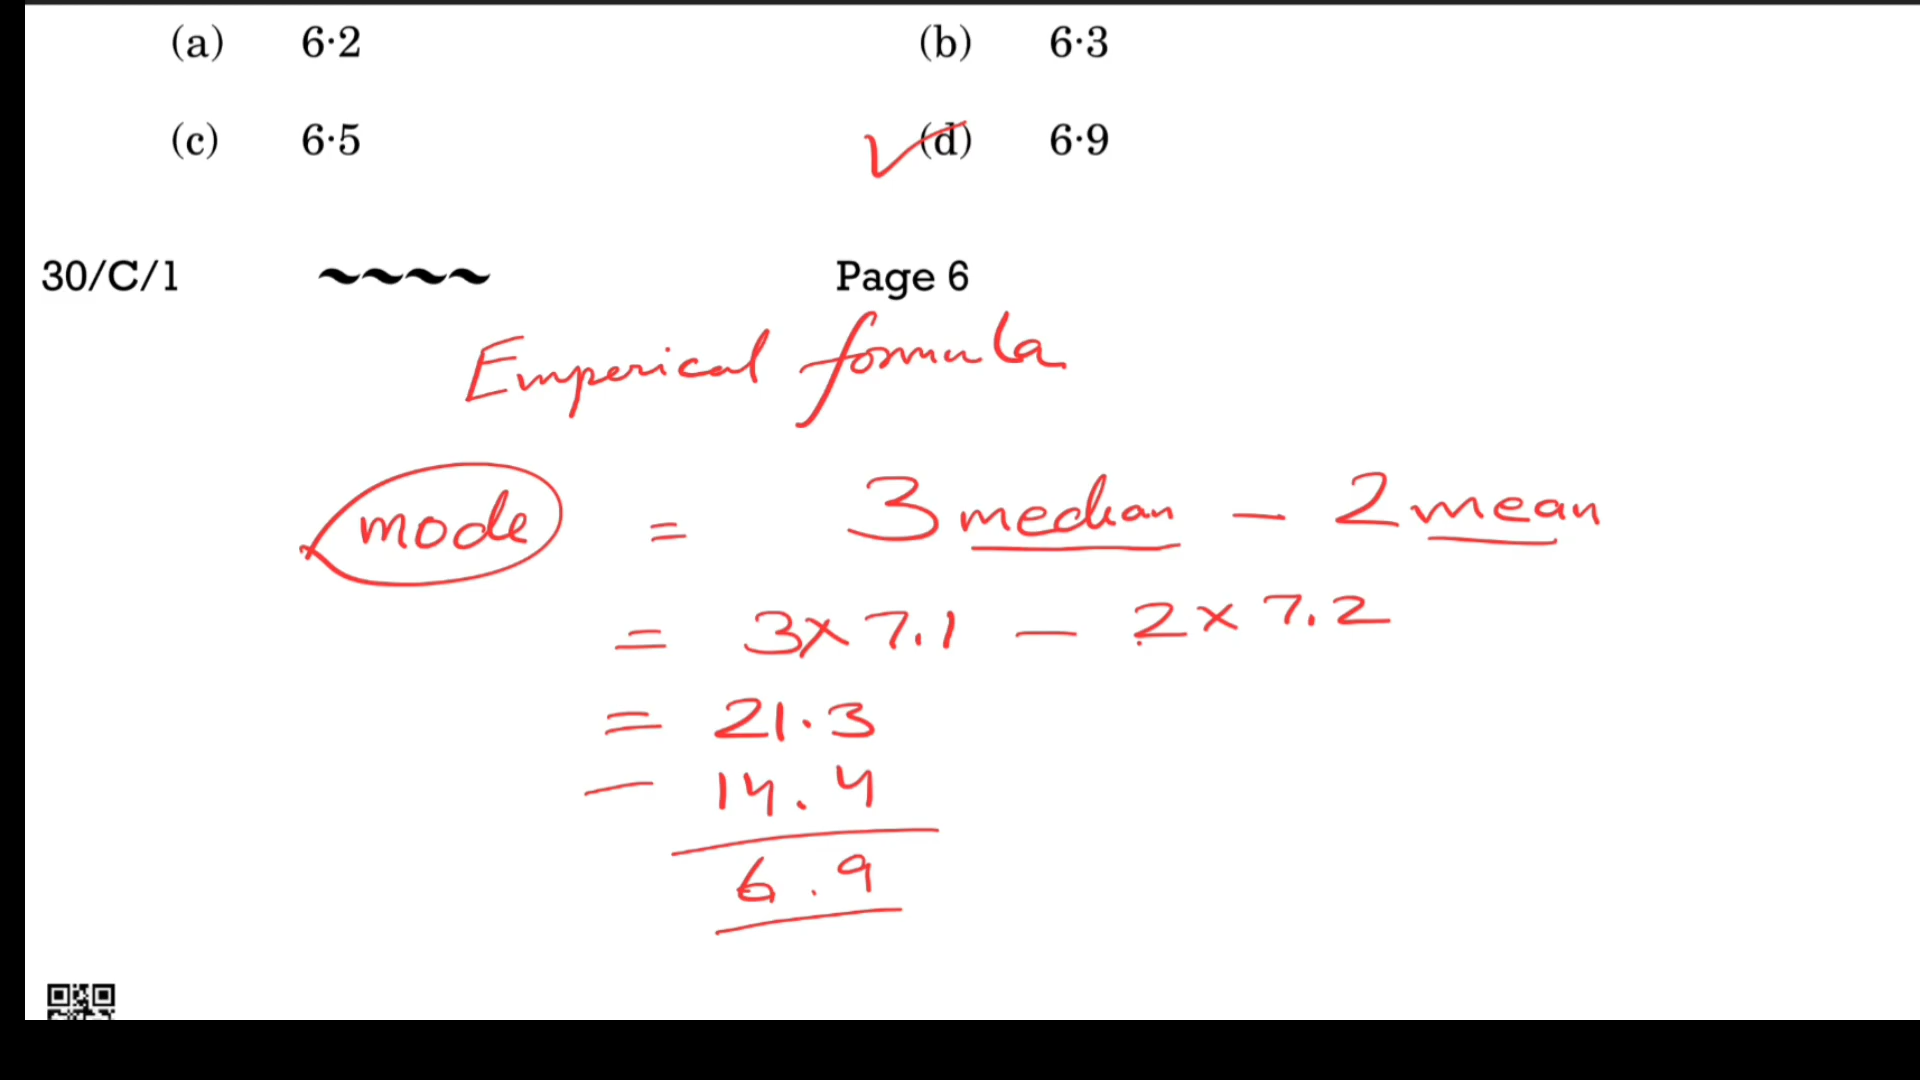 (a) 6·2 (b) 6·3
(c) 6·5 (d) 6·9
30/C/1 ~~~~ Page 6
Emperical formula
mode = 3 median - 2 mean
= 3 x 7.1 - 2 x 7.2
= 21.3
- 14.4
6.9